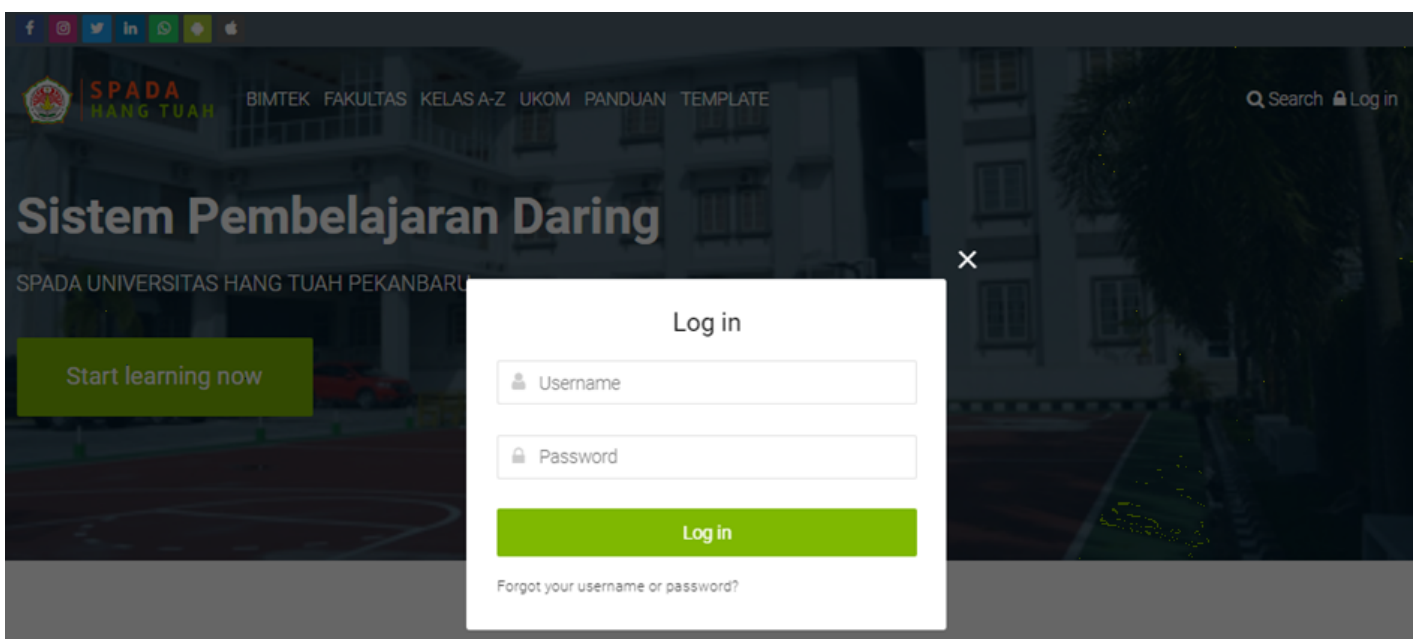 SPADA
HANG TUAH
BIMTEK FAKULTAS KELAS A-Z UKOM PANDUAN TEMPLATE
Search Log in
Sistem Pembelajaran Daring
SPADA UNIVERSITAS HANG TUAH PEKANBARU
Start learning now
Log in
Username
Password
Log in
Forgot your username or password?